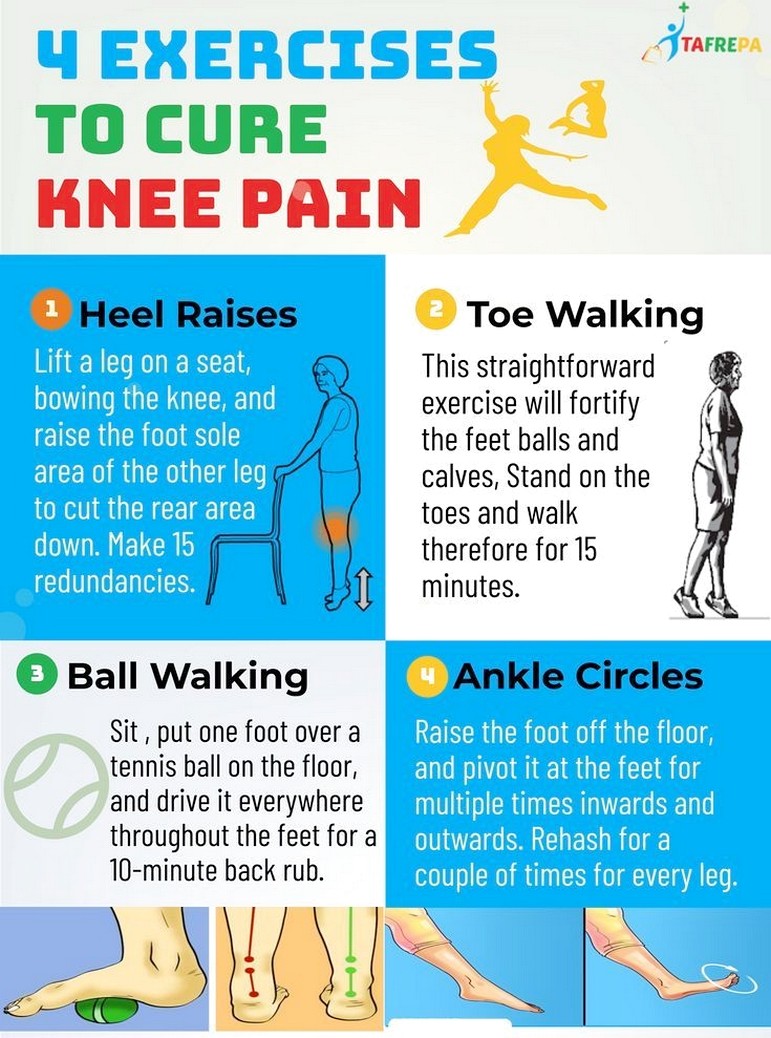 4 EXERCISES
TO CURE
KNEE PAIN
TAFREPA
1 Heel Raises
Lift a leg on a seat,
bowing the knee, and
raise the foot sole
area of the other leg
to cut the rear area
down. Make 15
redundancies.
2 Toe Walking
This straightforward
exercise will fortify
the feet balls and
calves, Stand on the
toes and walk
therefore for 15
minutes.
3 Ball Walking
Sit , put one foot over a
tennis ball on the floor,
and drive it everywhere
throughout the feet for a
10-minute back rub.
4 Ankle Circles
Raise the foot off the floor,
and pivot it at the feet for
multiple times inwards and
outwards. Rehash for a
couple of times for every leg.